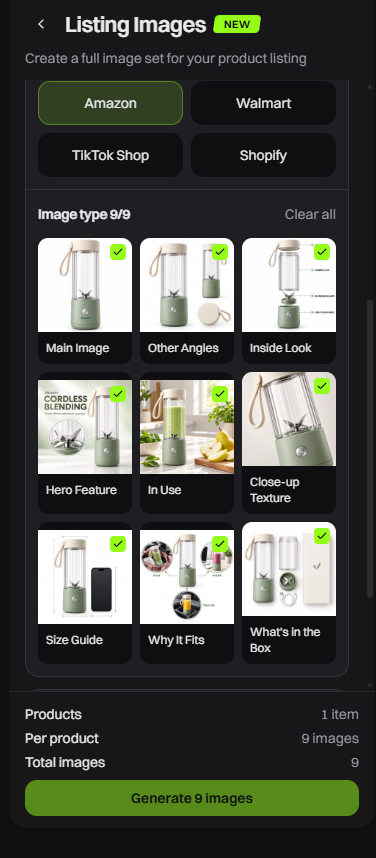 Listing Images NEW
Create a full image set for your product listing
Amazon
Walmart
TikTok Shop
Shopify
Image type 9/9
Clear all
Main Image
Other Angles
Inside Look
CORDLESS
BLENDING
Hero Feature
In Use
Close-up
Texture
Size Guide
Why It Fits
What's in the
Box
Products
1 item
Per product
9 images
Total images
9
Generate 9 images